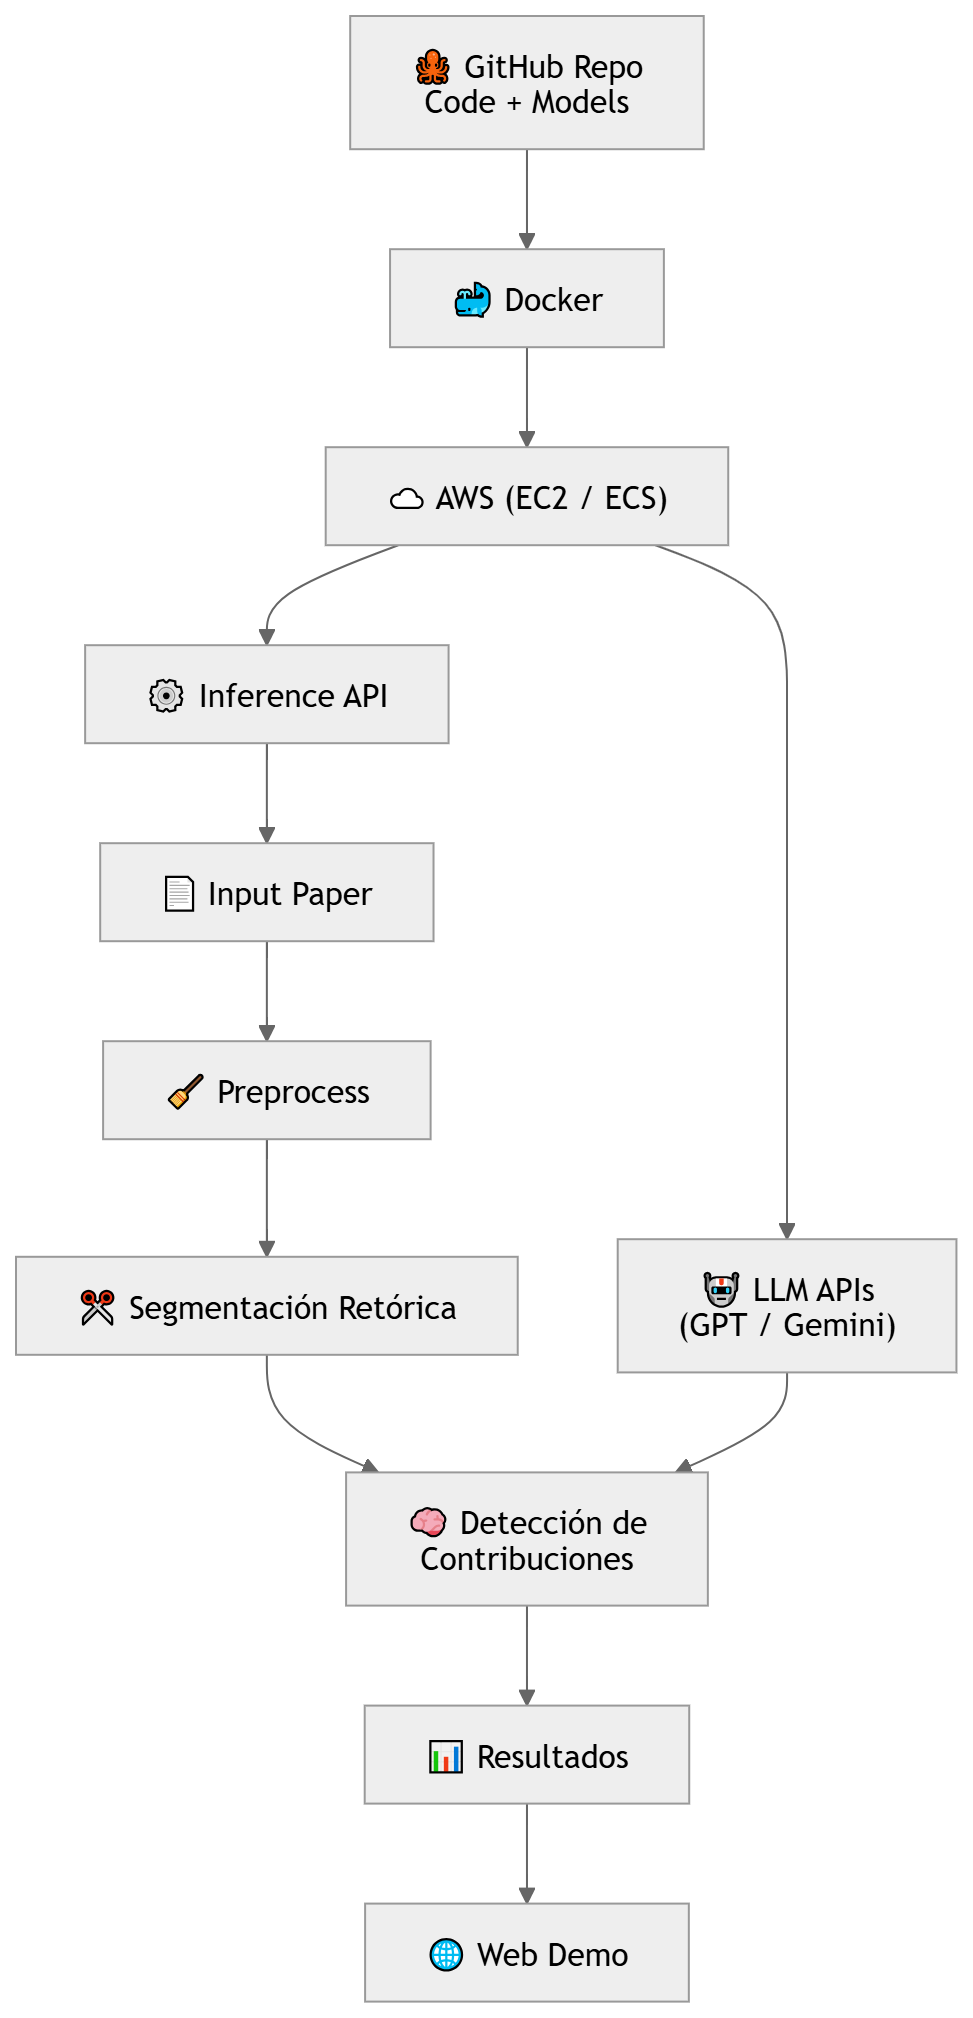 GitHub Repo
Code + Models
Docker
AWS (EC2 / ECS)
Inference API
Input Paper
Preprocess
Segmentación Retórica
LLM APIs
(GPT / Gemini)
Detección de
Contribuciones
Resultados
Web Demo